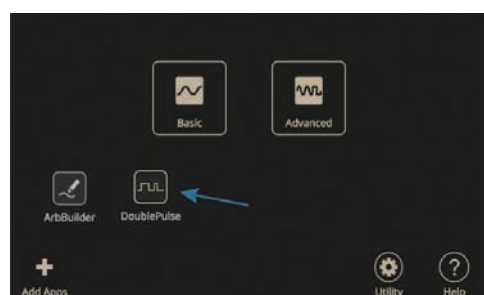 Basic
Advanced
ArbBuilder
DoublePulse
Add Apps
Utility
Help